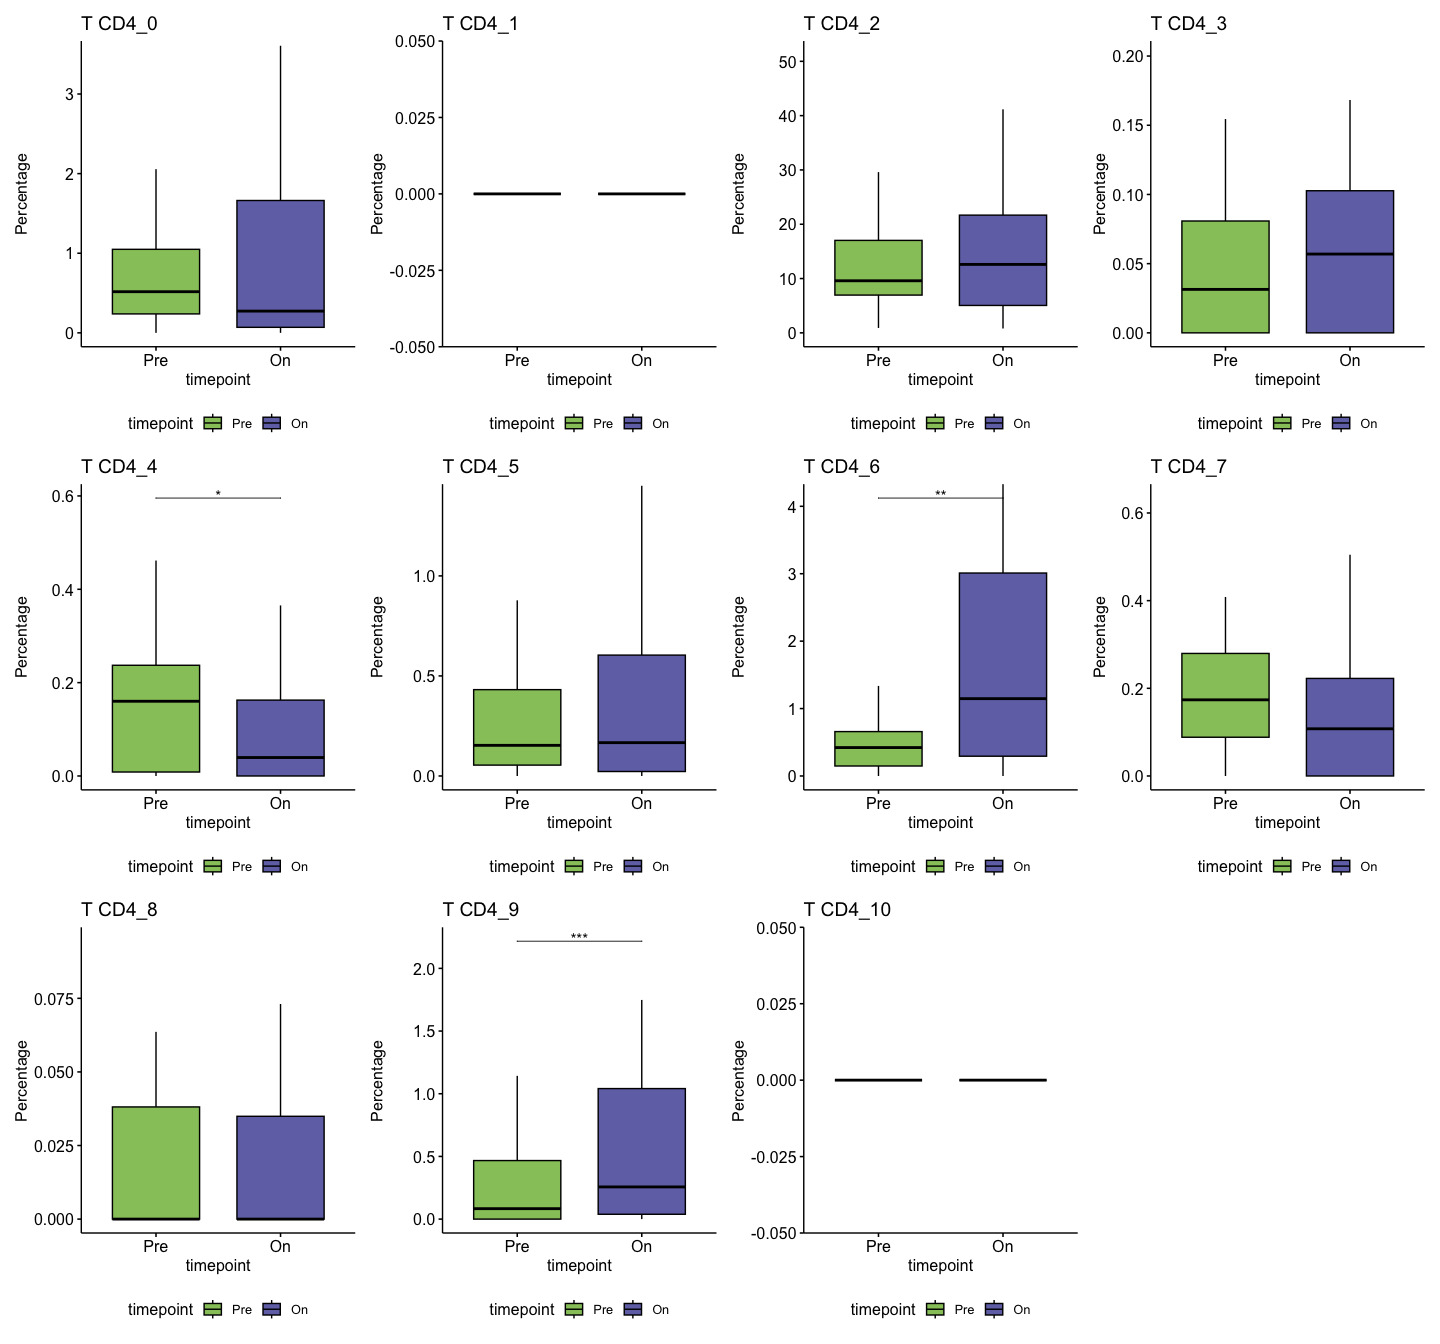 T CD4_0
3
2
1
0
Percentage
Pre
On
timepoint
timepoint Pre On
T CD4_1
0.050
0.025
0.000
-0.025
-0.050
Percentage
Pre
On
timepoint
timepoint Pre On
T CD4_2
50
40
30
20
10
0
Percentage
Pre
On
timepoint
timepoint Pre On
T CD4_3
0.20
0.15
0.10
0.05
0.00
Percentage
Pre
On
timepoint
timepoint Pre On
T CD4_4
*
0.6
0.4
0.2
0.0
Percentage
Pre
On
timepoint
timepoint Pre On
T CD4_5
1.0
0.5
0.0
Percentage
Pre
On
timepoint
timepoint Pre On
T CD4_6
**
4
3
2
1
0
Percentage
Pre
On
timepoint
timepoint Pre On
T CD4_7
0.6
0.4
0.2
0.0
Percentage
Pre
On
timepoint
timepoint Pre On
T CD4_8
0.075
0.050
0.025
0.000
Percentage
Pre
On
timepoint
timepoint Pre On
T CD4_9
***
2.0
1.5
1.0
0.5
0.0
Percentage
Pre
On
timepoint
timepoint Pre On
T CD4_10
0.050
0.025
0.000
-0.025
-0.050
Percentage
Pre
On
timepoint
timepoint Pre On